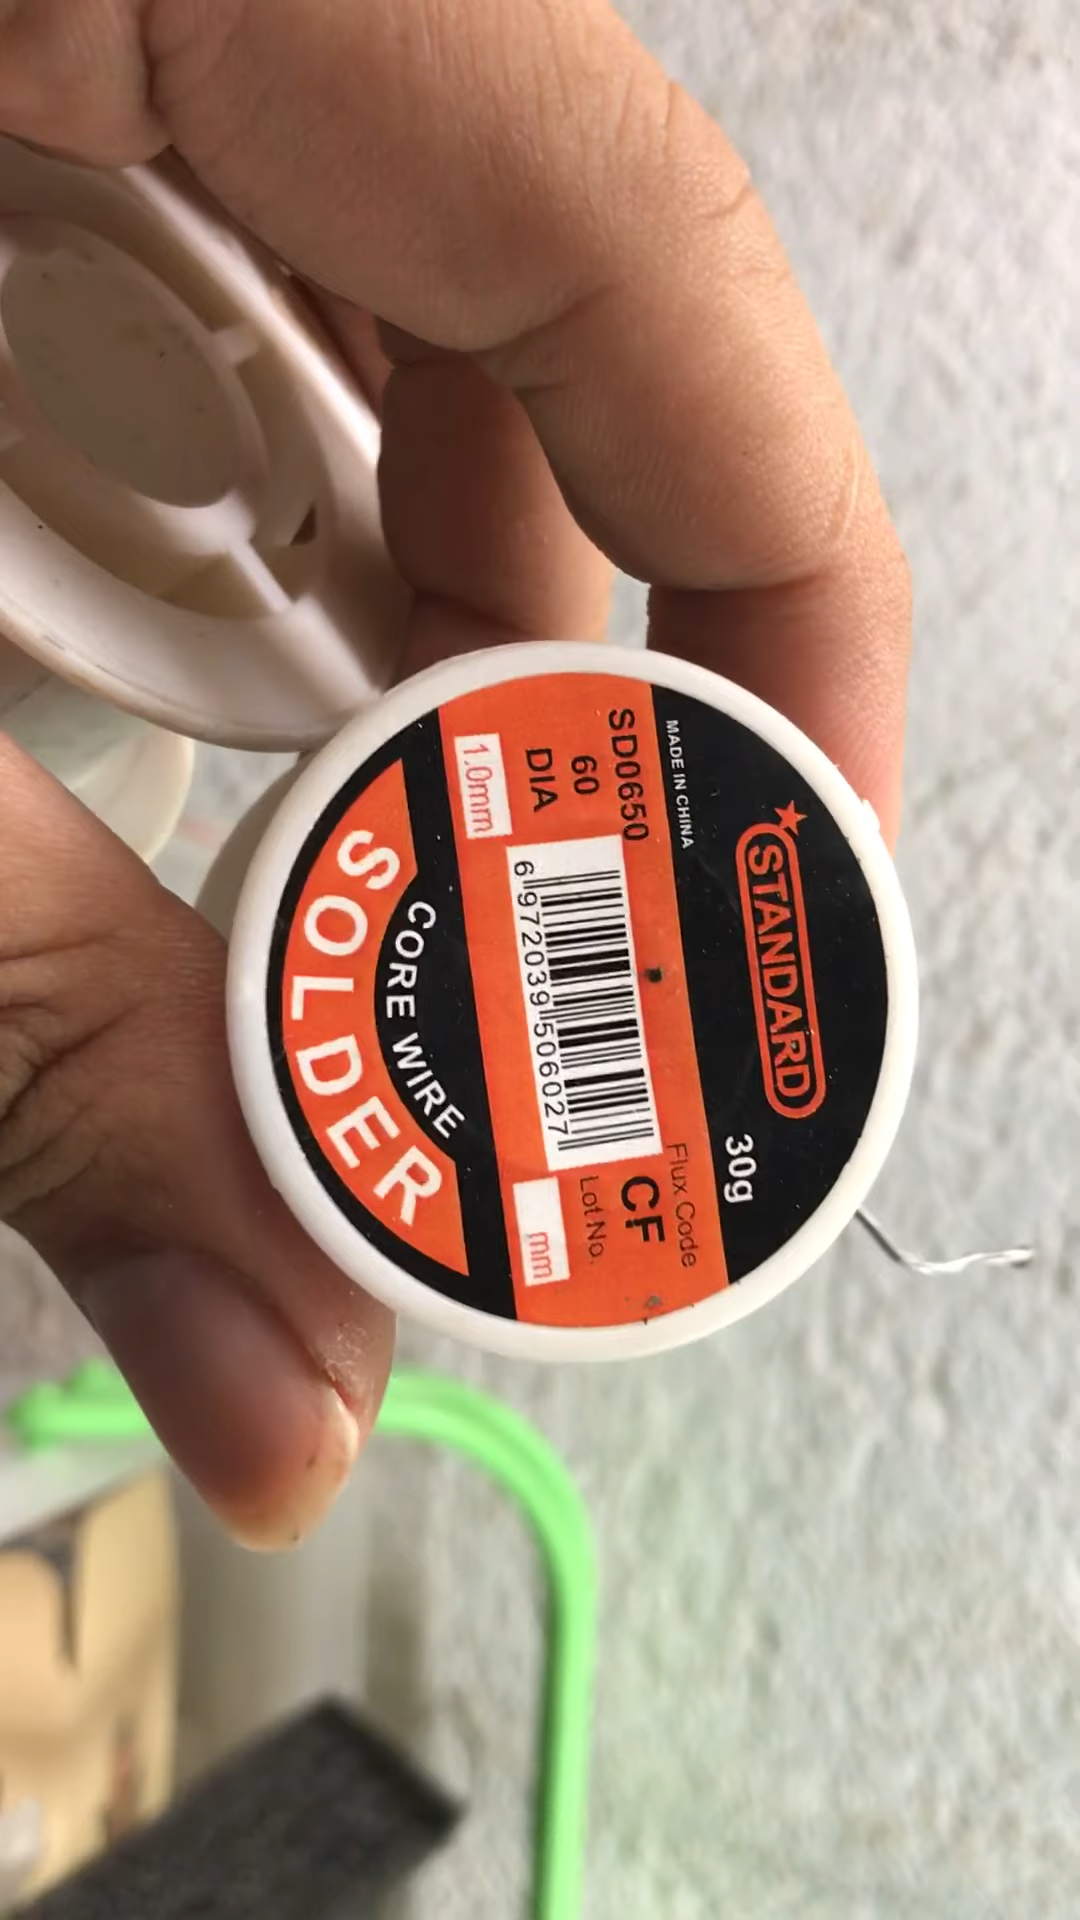 STANDARD
30g
MADE IN CHINA
SD0650
60
DIA
1.0mm
6 972039 506027
Flux Code
CF
Lot No.
mm
CORE WIRE
SOLDER